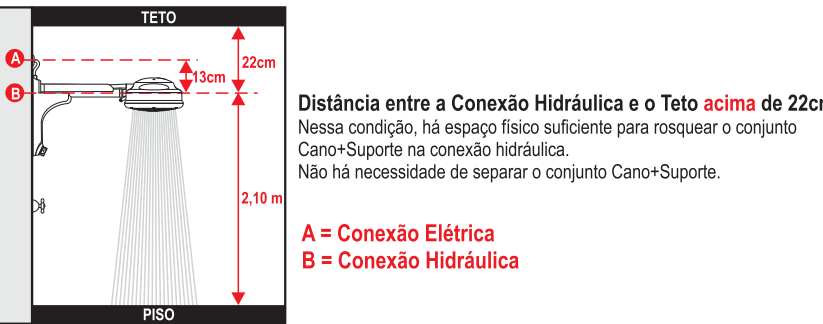 TETO
A
22cm
13cm
B
2,10 m
PISO
Distância entre a Conexão Hidráulica e o Teto acima de 22cr
Nessa condição, há espaço físico suficiente para rosquear o conjunto
Cano+Suporte na conexão hidráulica.
Não há necessidade de separar o conjunto Cano+Suporte.
A = Conexão Elétrica
B = Conexão Hidráulica